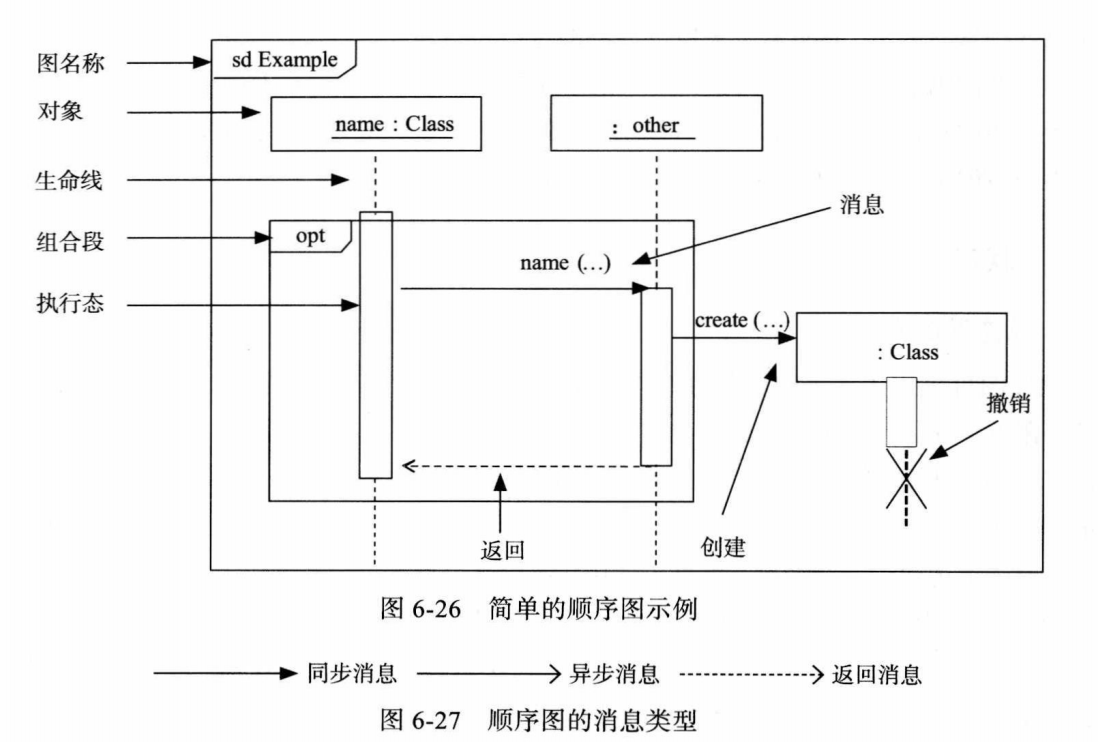 图名称
sd Example
对象
name : Class
: other
生命线
消息
组合段
opt
name (…)
执行态
create (…)
: Class
撤销
返回
创建
图 6-26 简单的顺序图示例
同步消息
异步消息
返回消息
图 6-27 顺序图的消息类型